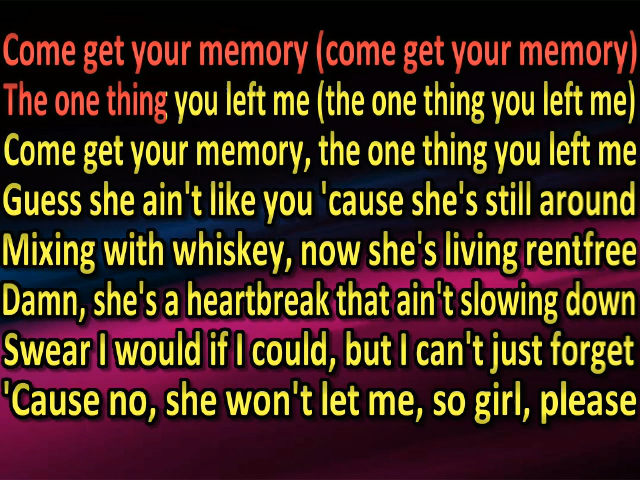 Come get your memory (come get your memory)
The one thing you left me (the one thing you left me)
Come get your memory, the one thing you left me
Guess she ain't like you 'cause she's still around
Mixing with whiskey, now she's living rentfree
Damn, she's a heartbreak that ain't slowing down
Swear I would if I could, but I can't just forget
'Cause no, she won't let me, so girl, please